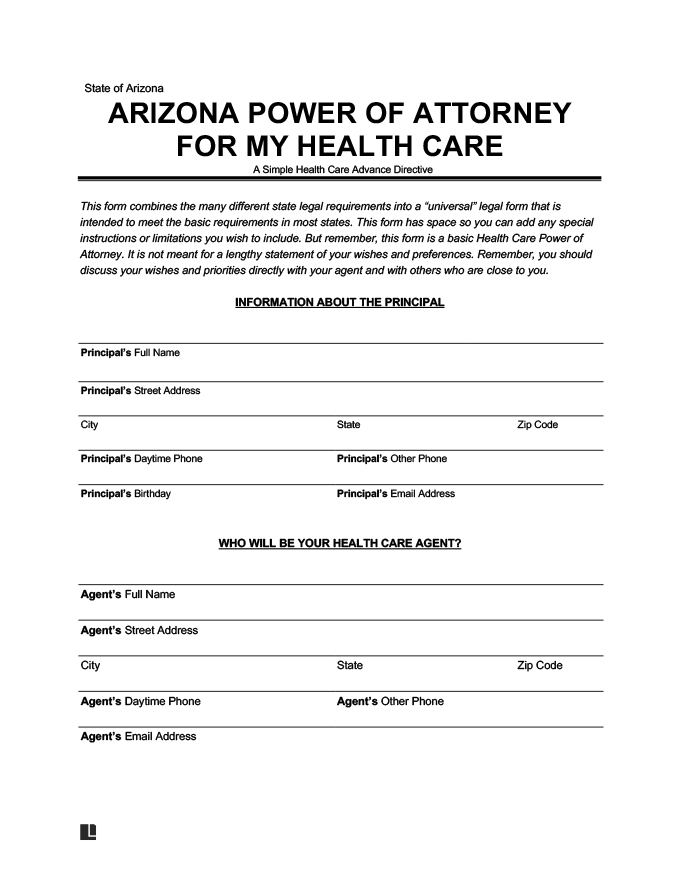 State of Arizona
ARIZONA POWER OF ATTORNEY
FOR MY HEALTH CARE
A Simple Health Care Advance Directive
This form combines the many different state legal requirements into a “universal” legal form that is
intended to meet the basic requirements in most states. This form has space so you can add any special
instructions or limitations you wish to include. But remember, this form is a basic Health Care Power of
Attorney. It is not meant for a lengthy statement of your wishes and preferences. Remember, you should
discuss your wishes and priorities directly with your agent and with others who are close to you.
INFORMATION ABOUT THE PRINCIPAL
Principal’s Full Name
Principal’s Street Address
City State Zip Code
Principal’s Daytime Phone Principal’s Other Phone
Principal’s Birthday Principal’s Email Address
WHO WILL BE YOUR HEALTH CARE AGENT?
Agent’s Full Name
Agent’s Street Address
City State Zip Code
Agent’s Daytime Phone Agent’s Other Phone
Agent’s Email Address